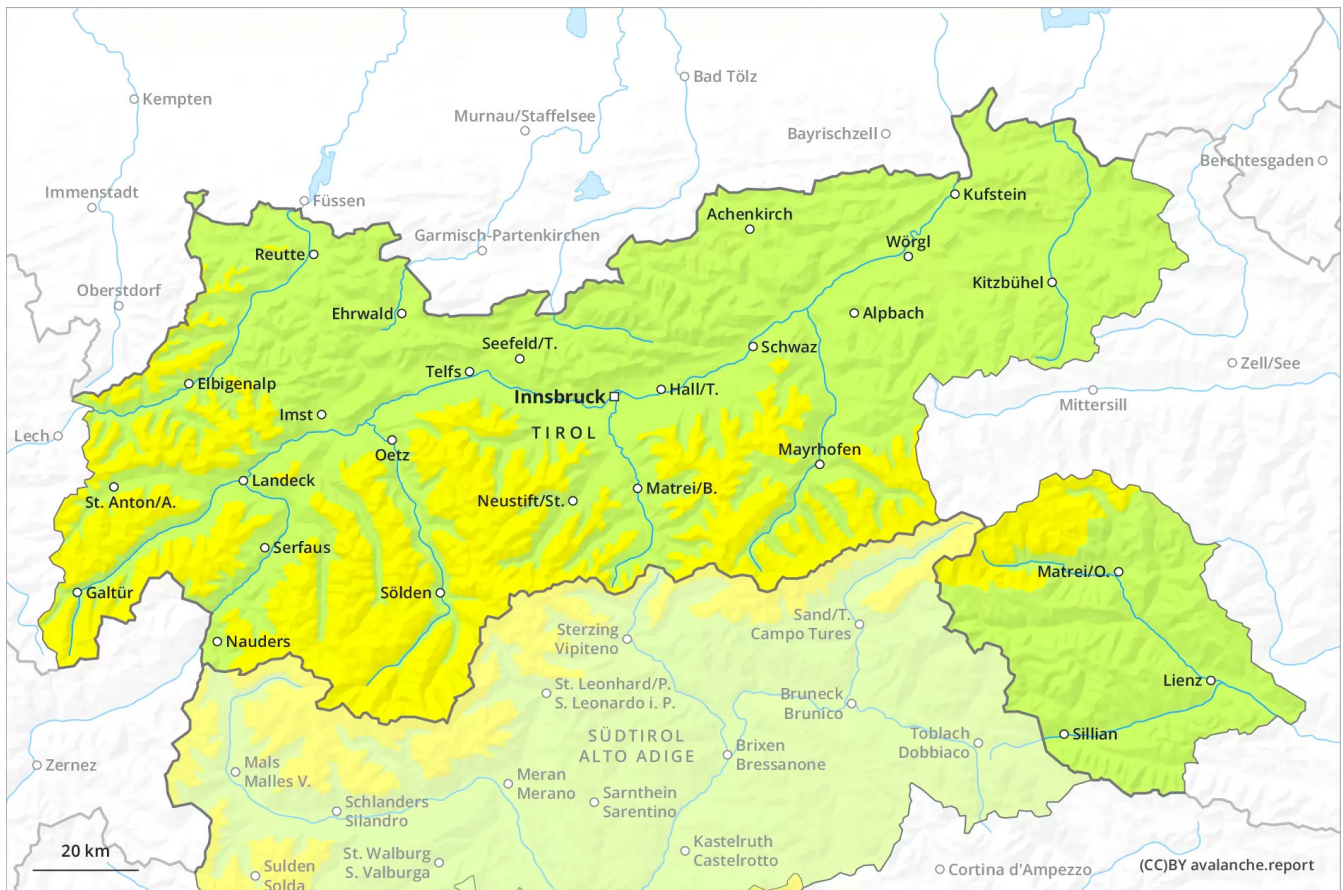 Bad Tölz
Kempten
Murnau/Staffelsee
Bayrischzell
Berchtesgaden
Immenstadt
Füssen
Kufstein
Achenkirch
Garmisch-Partenkirchen
Wörgl
Reutte
Kitzbühel
Oberstdorf
Ehrwald
Alpbach
Seefeld/T.
Schwaz
Zell/See
Telfs
Elbigenalp
Hall/T.
Innsbruck
Mittersill
Imst
TIROL
Lech
Mayrhofen
Oetz
Landeck
Matrei/B.
St. Anton/A.
Neustift/St.
Serfaus
Matrei/O.
Galtür
Sölden
Sand/T.
Campo Tures
Sterzing
Vipiteno
Nauders
Lienz
St. Leonhard/P.
S. Leonardo i. P.
Bruneck
Brunico
SÜDTIROL
ALTO ADIGE
Toblach
Dobbiaco
Sillian
Brixen
Bressanone
Zernez
Mals
Malles V.
Meran
Merano
Sarnthein
Sarentino
Schlanders
Silandro
20 km
St. Walburg
S. Valburga
Kastelruth
Castelrotto
Sulden
Solda
Cortina d'Ampezzo
(CC)BY avalanche.report